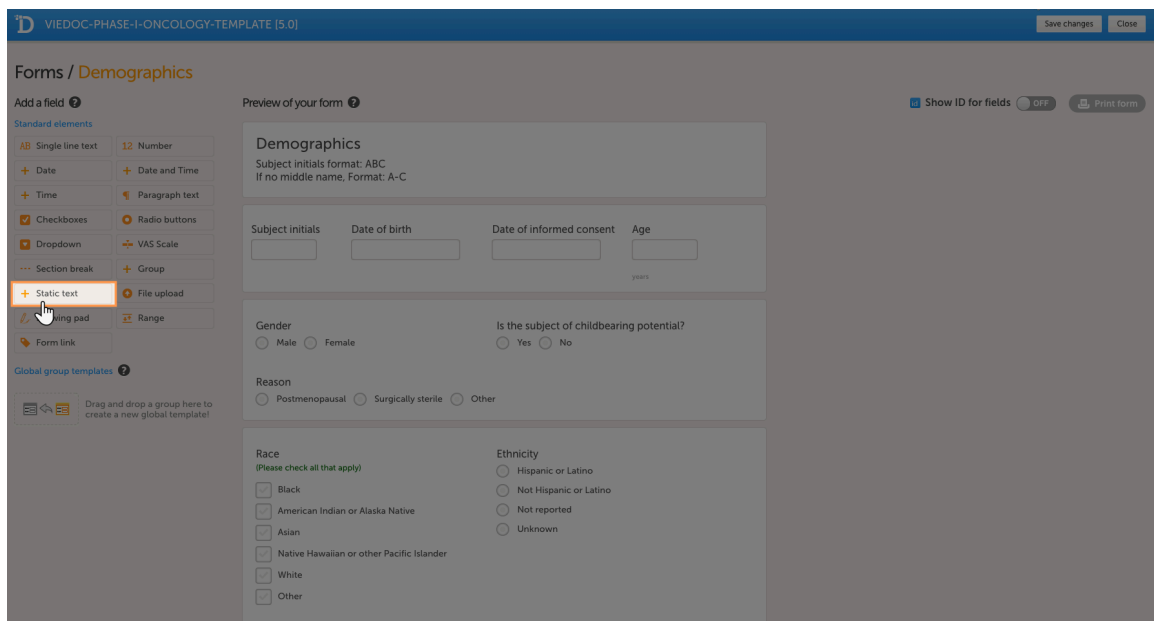 VIEDOC-PHASE-I-ONCOLOGY-TEMPLATE [5.0]
Save changes
Close
Forms / Demographics
Add a field ?
Preview of your form ?
id Show ID for fields OFF
Print form
Standard elements
AB Single line text
12 Number
Date
Date and Time
Time
¶ Paragraph text
Checkboxes
Radio buttons
Dropdown
VAS Scale
Section break
Group
Static text
File upload
wing pad
Range
Form link
Global group templates ?
Drag and drop a group here to
create a new global template!
Demographics
Subject initials format: ABC
If no middle name, Format: A-C
Subject initials
Date of birth
Date of informed consent
Age
years
Gender
Male
Female
Is the subject of childbearing potential?
Yes
No
Reason
Postmenopausal
Surgically sterile
Other
Race
(Please check all that apply)
Black
American Indian or Alaska Native
Asian
Native Hawaiian or other Pacific Islander
White
Other
Ethnicity
Hispanic or Latino
Not Hispanic or Latino
Not reported
Unknown